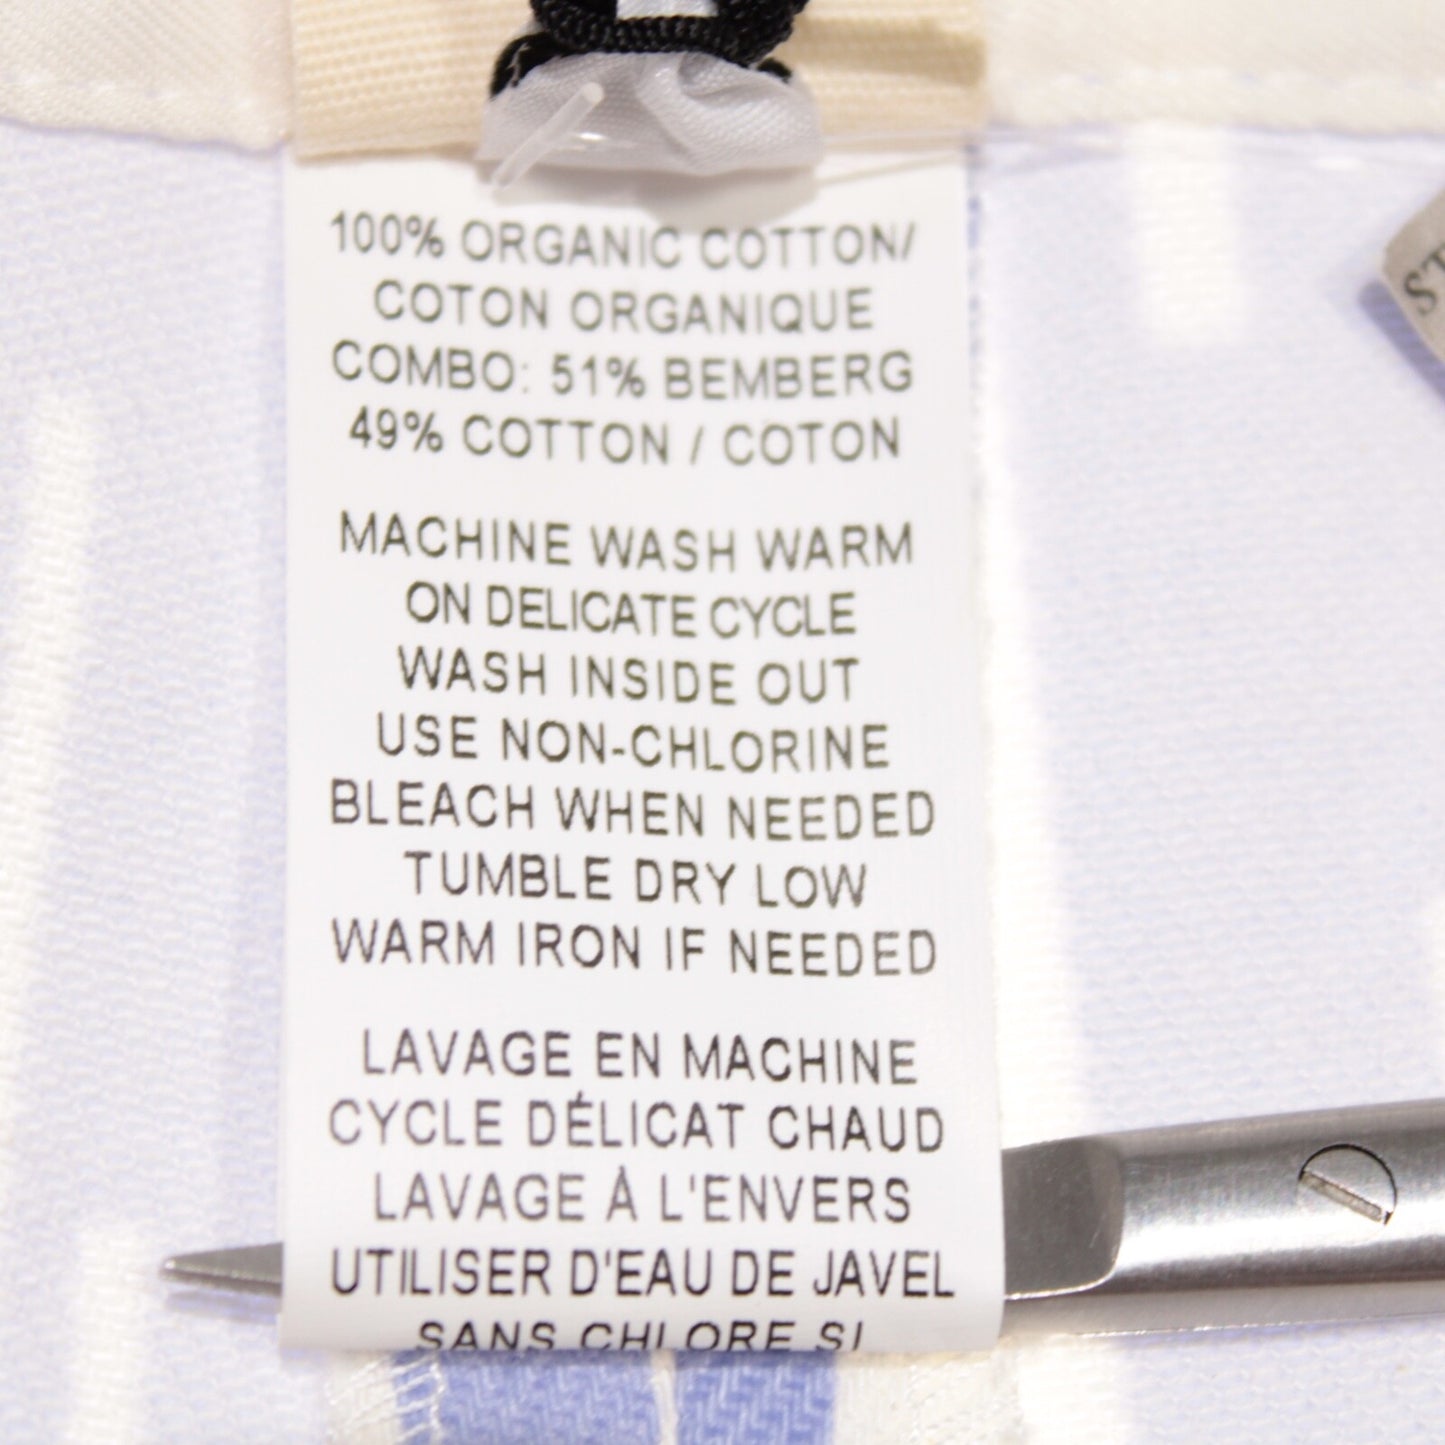 100% ORGANIC COTTON/
COTON ORGANIQUE
COMBO: 51% BEMBERG
49% COTTON / COTON
MACHINE WASH WARM
ON DELICATE CYCLE
WASH INSIDE OUT
USE NON-CHLORINE
BLEACH WHEN NEEDED
TUMBLE DRY LOW
WARM IRON IF NEEDED
LAVAGE EN MACHINE
CYCLE DÉLICAT CHAUD
LAVAGE À L'ENVERS
UTILISER D'EAU DE JAVEL
SANS CHLORE SI